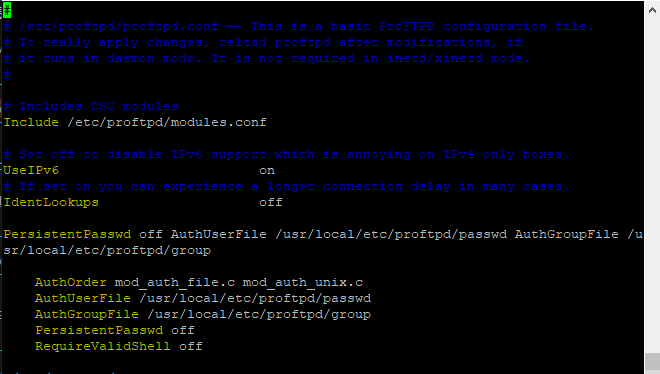 #
# /etc/proftpd/proftpd.conf -- This is a basic ProFTPD configuration file.
# To really apply changes, reload proftpd after modifications, if
# it runs in daemon mode. It is not required in inetd/xinetd mode.
#
# Includes DSO modules
Include /etc/proftpd/modules.conf
# Set off to disable IPv6 support which is annoying on IPv4 only boxes.
UseIPv6 on
# If set on you can experience a longer connection delay in many cases.
IdentLookups off
PersistentPasswd off AuthUserFile /usr/local/etc/proftpd/passwd AuthGroupFile /u
sr/local/etc/proftpd/group
AuthOrder mod_auth_file.c mod_auth_unix.c
AuthUserFile /usr/local/etc/proftpd/passwd
AuthGroupFile /usr/local/etc/proftpd/group
PersistentPasswd off
RequireValidShell off